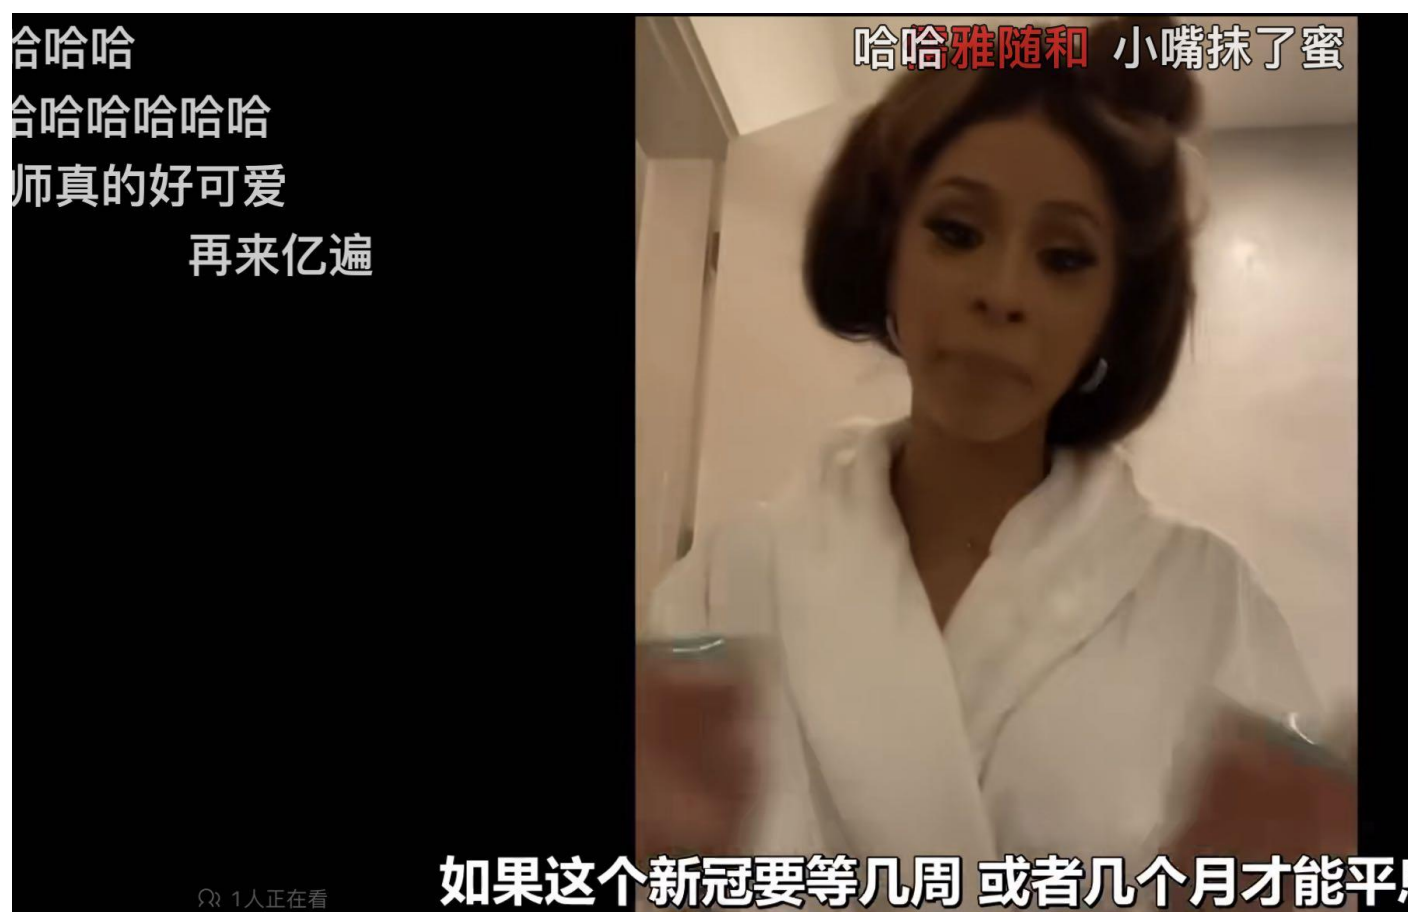 哈哈哈
哈哈雅随和 小嘴抹了蜜
哈哈哈哈哈哈
师真的好可爱
再来亿遍
如果这个新冠要等几周 或者几个月才能平
1人正在看